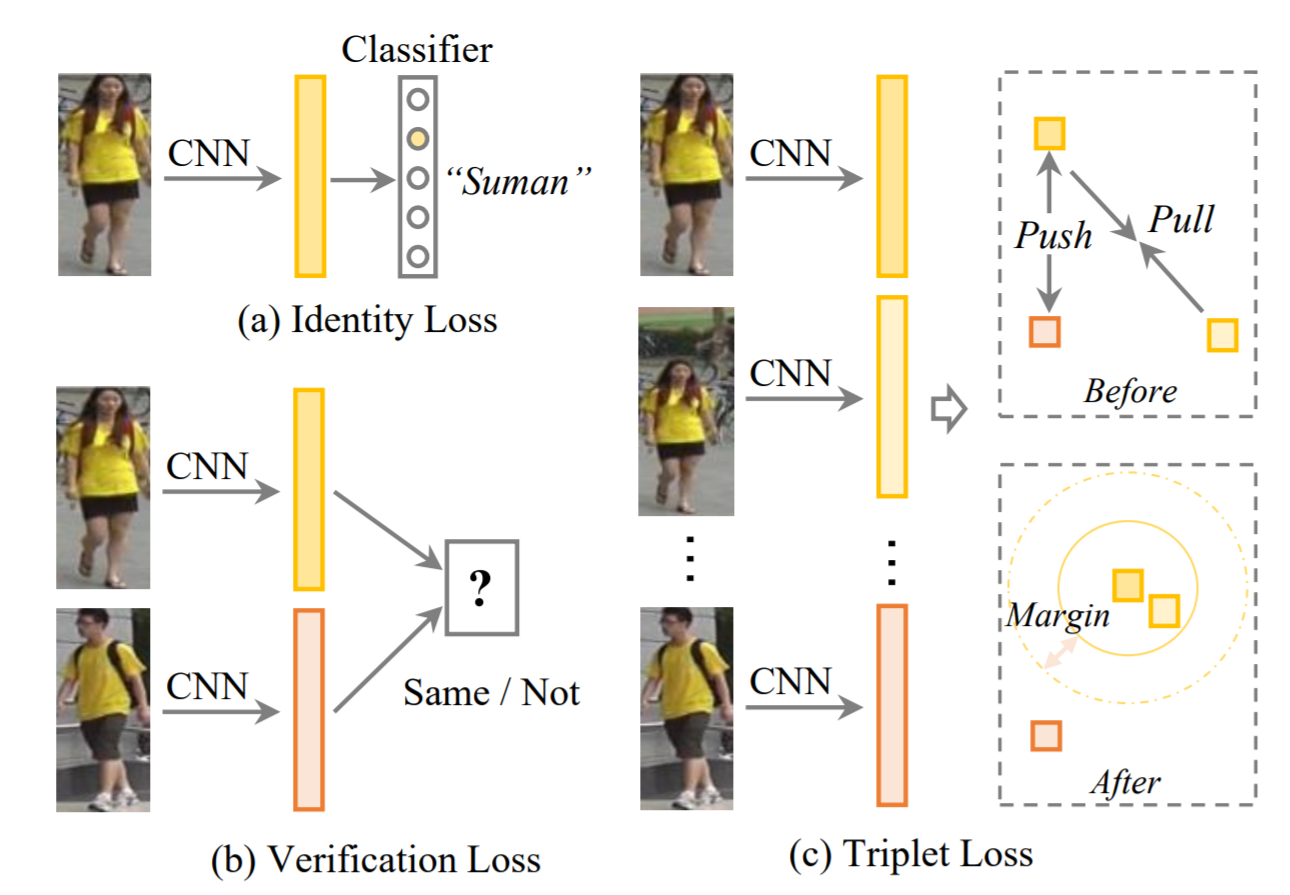 Classifier
CNN
“Suman”
(a) Identity Loss
CNN
?
CNN
Same / Not
(b) Verification Loss
CNN
CNN
CNN
Push
Pull
Before
Margin
After
(c) Triplet Loss